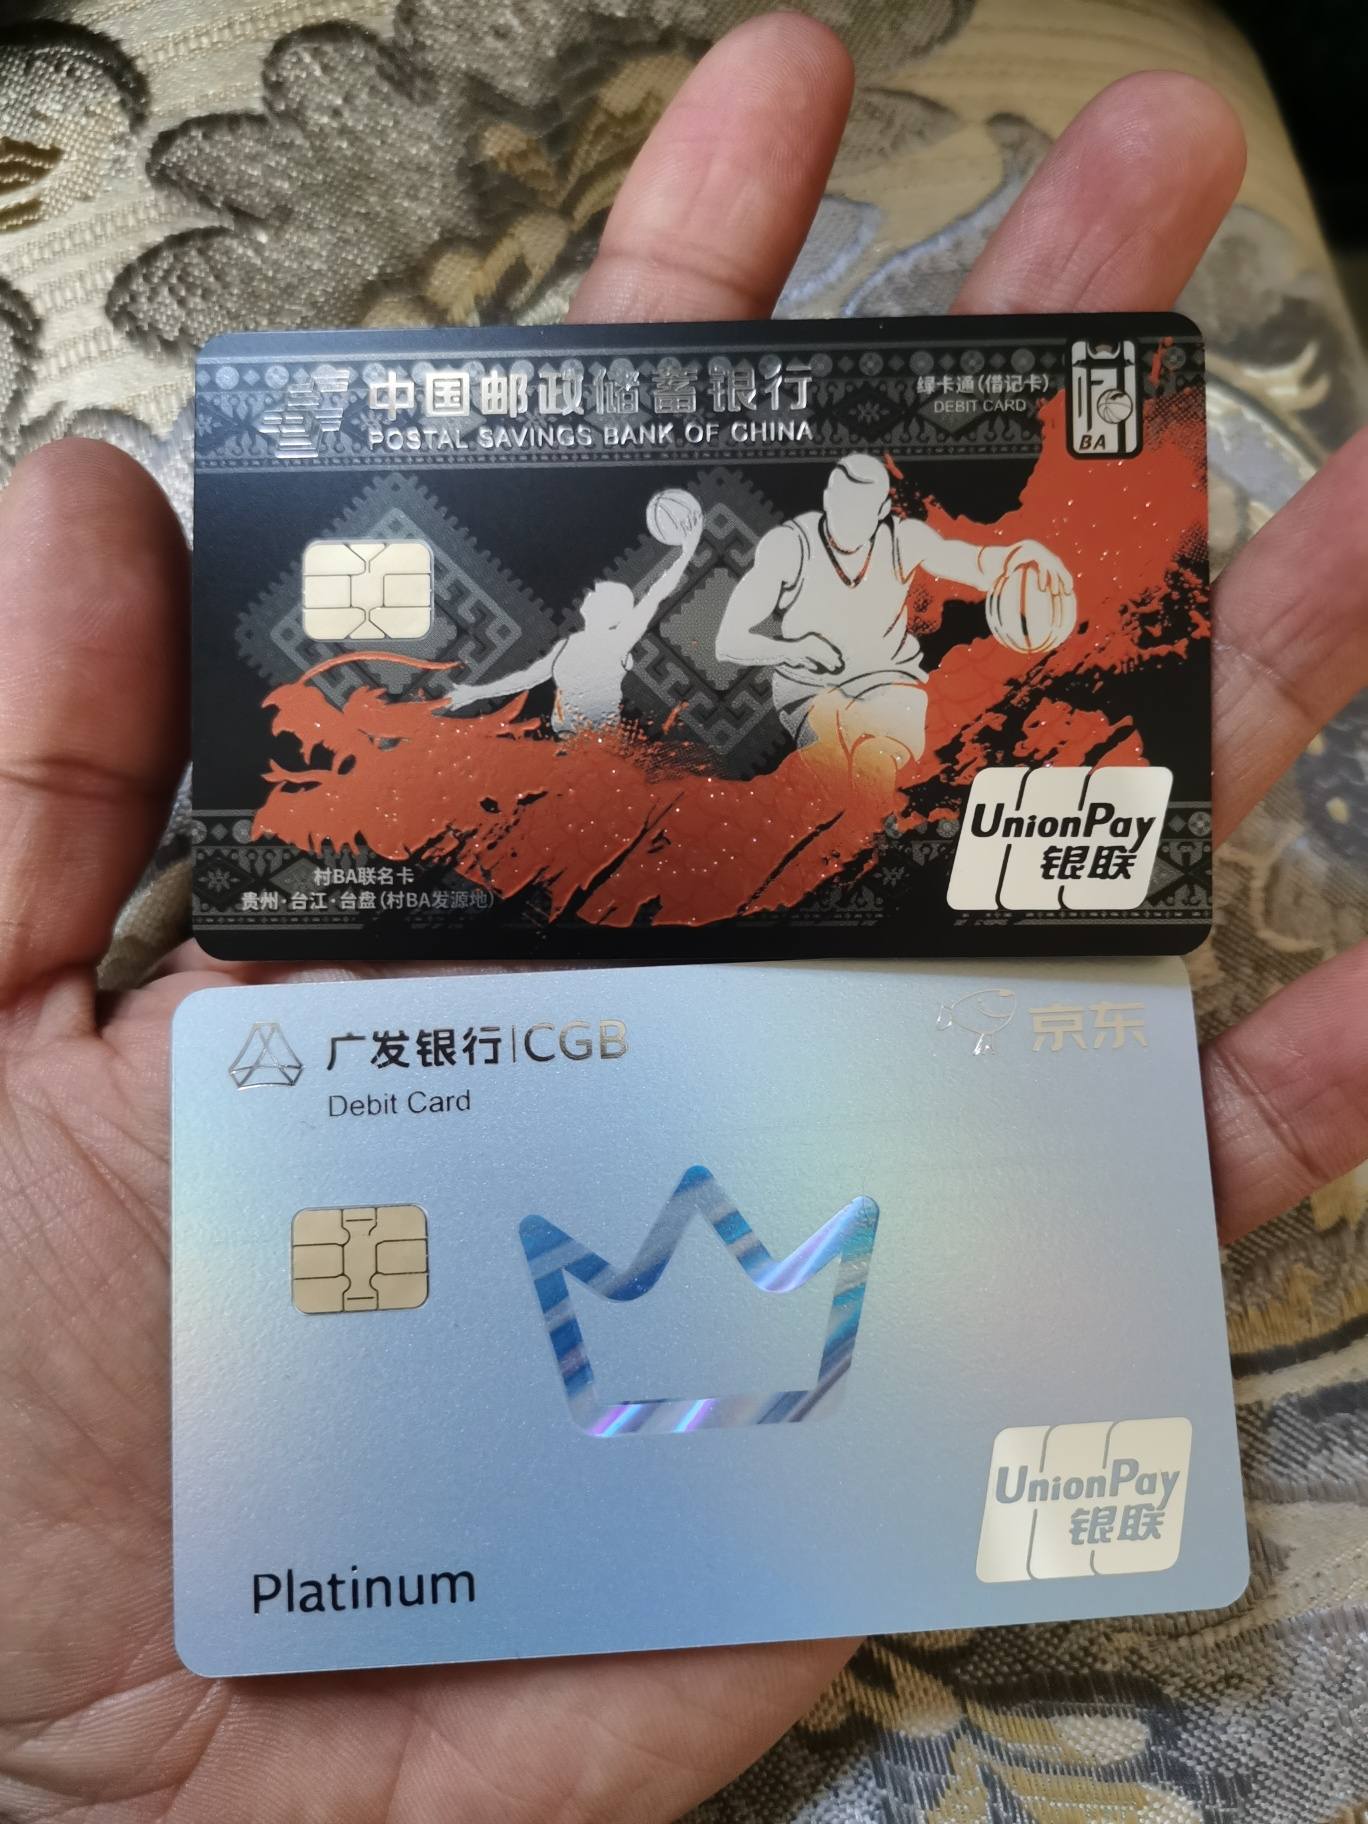 中国邮政储蓄银行
POSTAL SAVINGS BANK OF CHINA
绿卡通(借记卡)
DEBIT CARD
BA
UnionPay
银联
村BA联名卡
贵州·台江·台盘(村BA发源地)
广发银行|CGB
Debit Card
京东
UnionPay
银联
Platinum